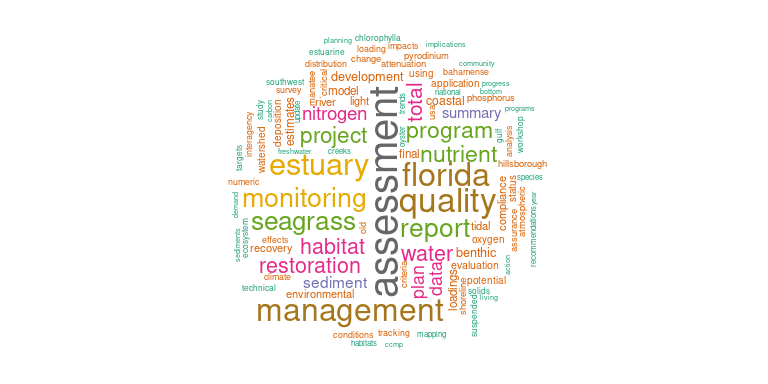 planning
chlorophylla
estuarine
loading
impacts
implications
distribution
change
attenuation
pyrodinium
community
southwest
manatee
critical
development
using
bahamense
survey
model
application
progress
national
bottom
study
carbon
update
deposition
estimates
river
light
nitrogen
trends
total
usa
coastal
phosphorus
programs
summary
interagency
watershed
project
assessment
oyster
program
gulf
analysis
workshop
targets
freshwater
creeks
final
nutrient
hillsborough
estuary
florida
numeric
species
status
demand
monitoring
quality
compliance
atmospheric
year
recommendations
seagrass
old
report
tidal
assurance
sediments
ecosystem
effects
recovery
habitat
water
oxygen
benthic
restoration
criteria
plan
data
evaluation
action
climate
technical
sediment
environmental
loadings
potential
shoreline
solids
living
suspended
management
conditions
tracking
mapping
habitats
ccmp